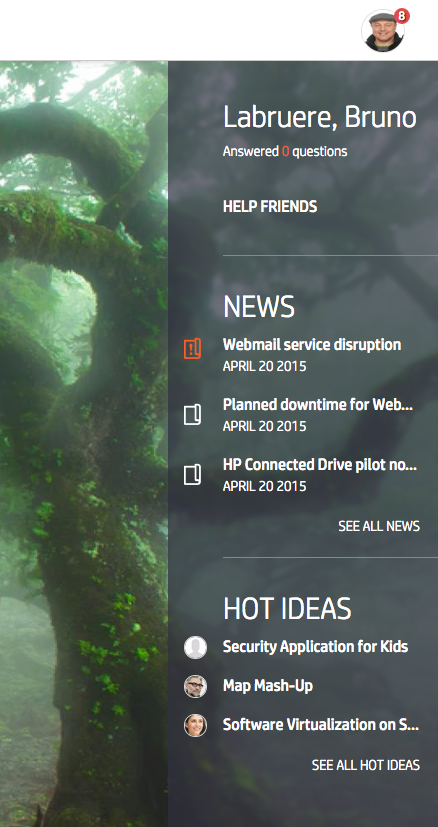 8
Labruere, Bruno
Answered 0 questions
HELP FRIENDS
NEWS
Webmail service disruption
APRIL 20 2015
Planned downtime for Web...
APRIL 20 2015
HP Connected Drive pilot no...
APRIL 20 2015
SEE ALL NEWS
HOT IDEAS
Security Application for Kids
Map Mash-Up
Software Virtualization on S...
SEE ALL HOT IDEAS